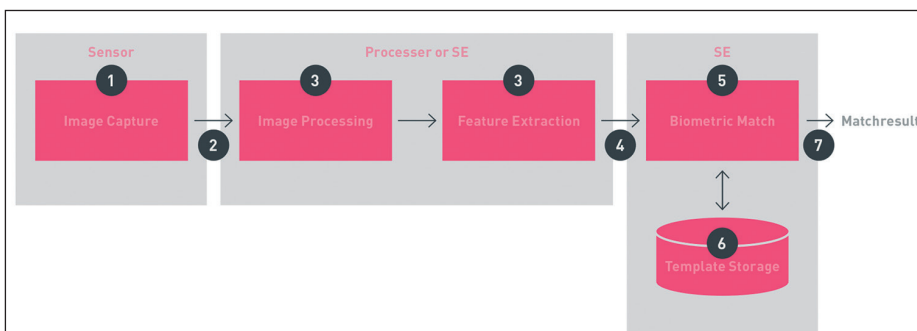 Sensor
Processer or SE
SE
1
3
3
5
Image Capture
Image Processing
Feature Extraction
Biometric Match
Matchresult
2
4
7
6
Template Storage